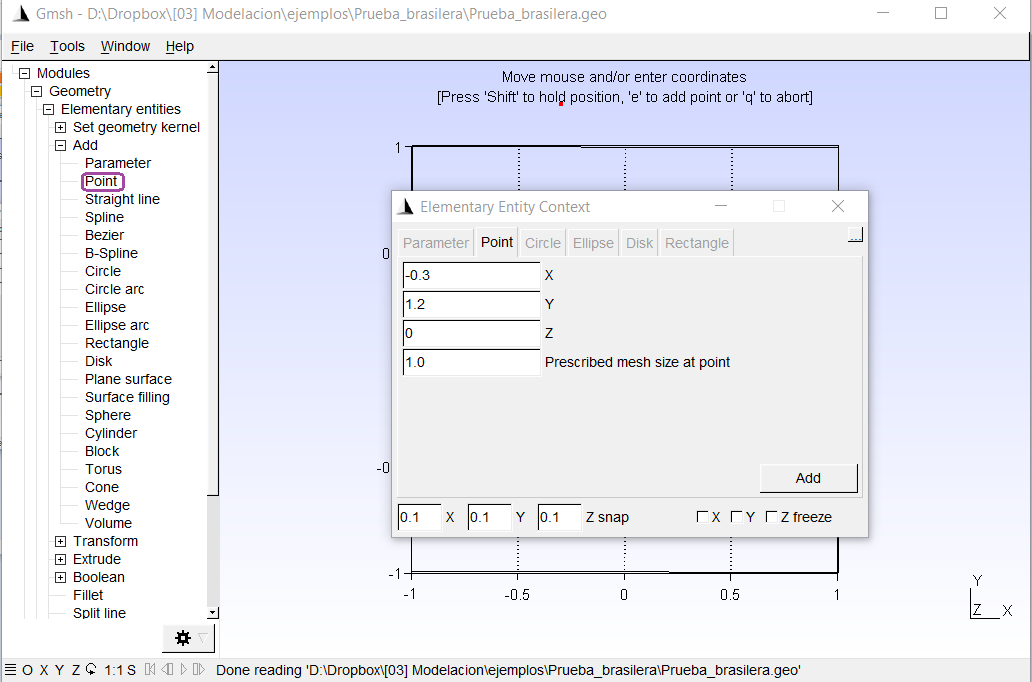 Gmsh - D:\Dropbox\[03] Modelacion\ejemplos\Prueba_brasilera\Prueba_brasilera.geo
File Tools Window Help
Modules
Geometry
Elementary entities
Set geometry kernel
Add
Parameter
Point
Straight line
Spline
Bezier
B-Spline
Circle
Circle arc
Ellipse
Ellipse arc
Rectangle
Disk
Plane surface
Surface filling
Sphere
Cylinder
Block
Torus
Cone
Wedge
Volume
Transform
Extrude
Boolean
Fillet
Split line
Move mouse and/or enter coordinates
[Press 'Shift' to hold position, 'e' to add point or 'q' to abort]
1
0
-0
-1
-1 -0.5 0 0.5 1
Elementary Entity Context
Parameter Point Circle Ellipse Disk Rectangle ...
-0.3 X
1.2 Y
0 Z
1.0 Prescribed mesh size at point
Add
0.1 X 0.1 Y 0.1 Z snap X Y Z freeze
Y
Z X
O X Y Z 1:1 S Done reading 'D:\Dropbox\[03] Modelacion\ejemplos\Prueba_brasilera\Prueba_brasilera.geo'